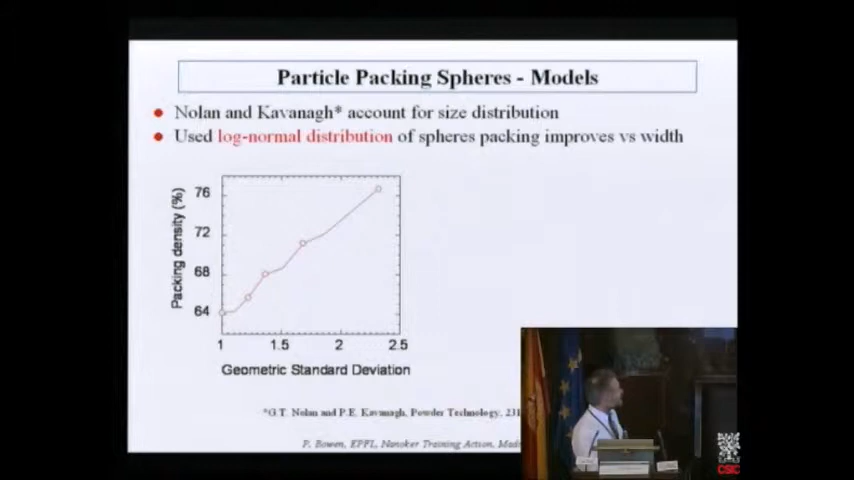 Particle Packing Spheres - Models
• Nolan and Kavanagh* account for size distribution
• Used log-normal distribution of spheres packing improves vs width
Packing density (%)
76
72
68
64
1 1.5 2 2.5
Geometric Standard Deviation
*G.T. Nolan and P.E. Kavanagh, Powder Technology, 231
P. Bowen, EPFL, Nanoker Training Action,
CSIC